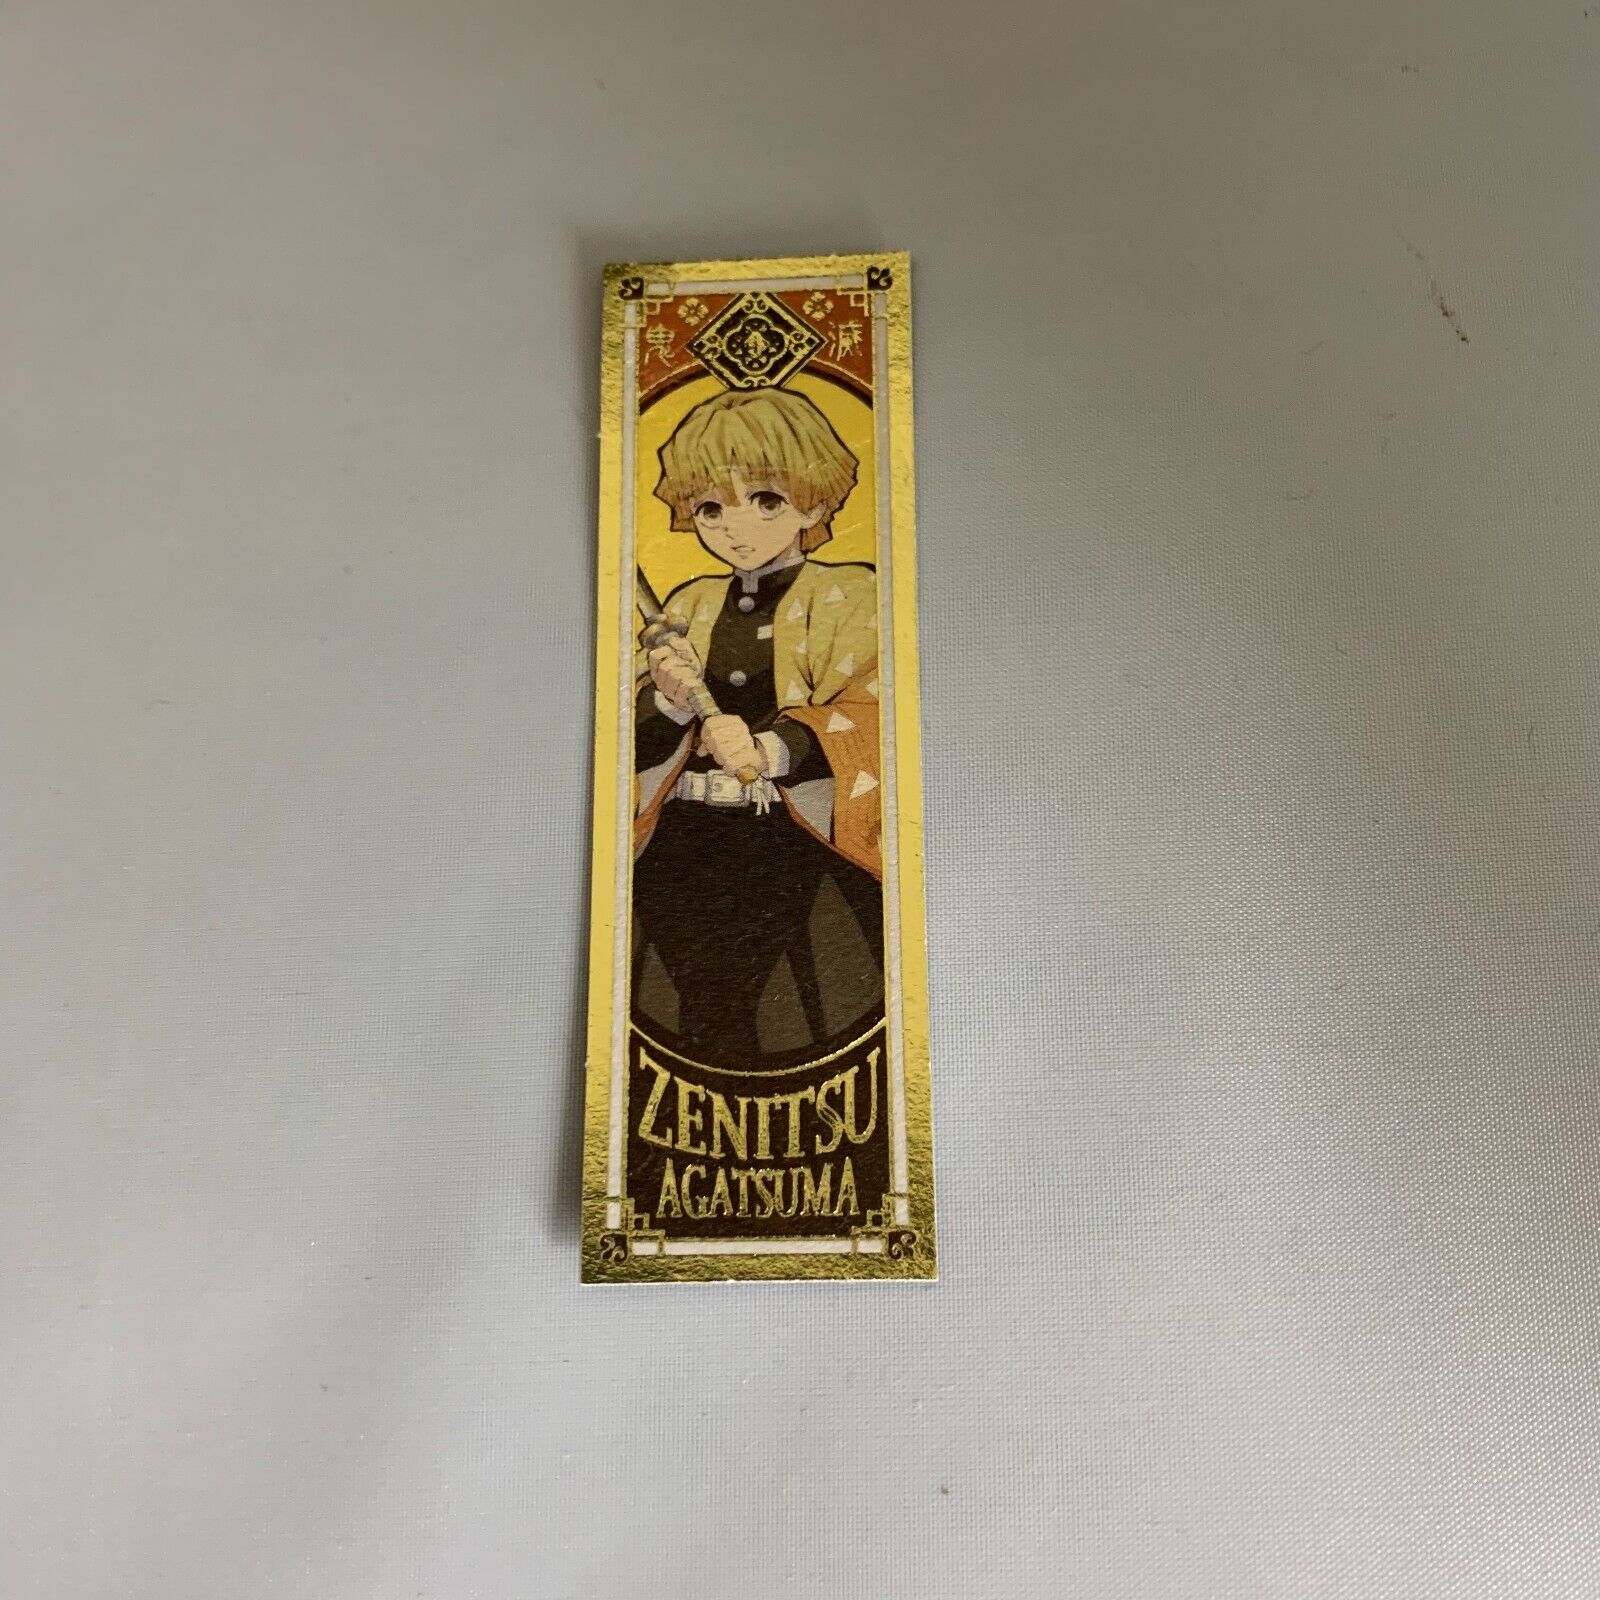 鬼 滅
ZENITSU
AGATSUMA